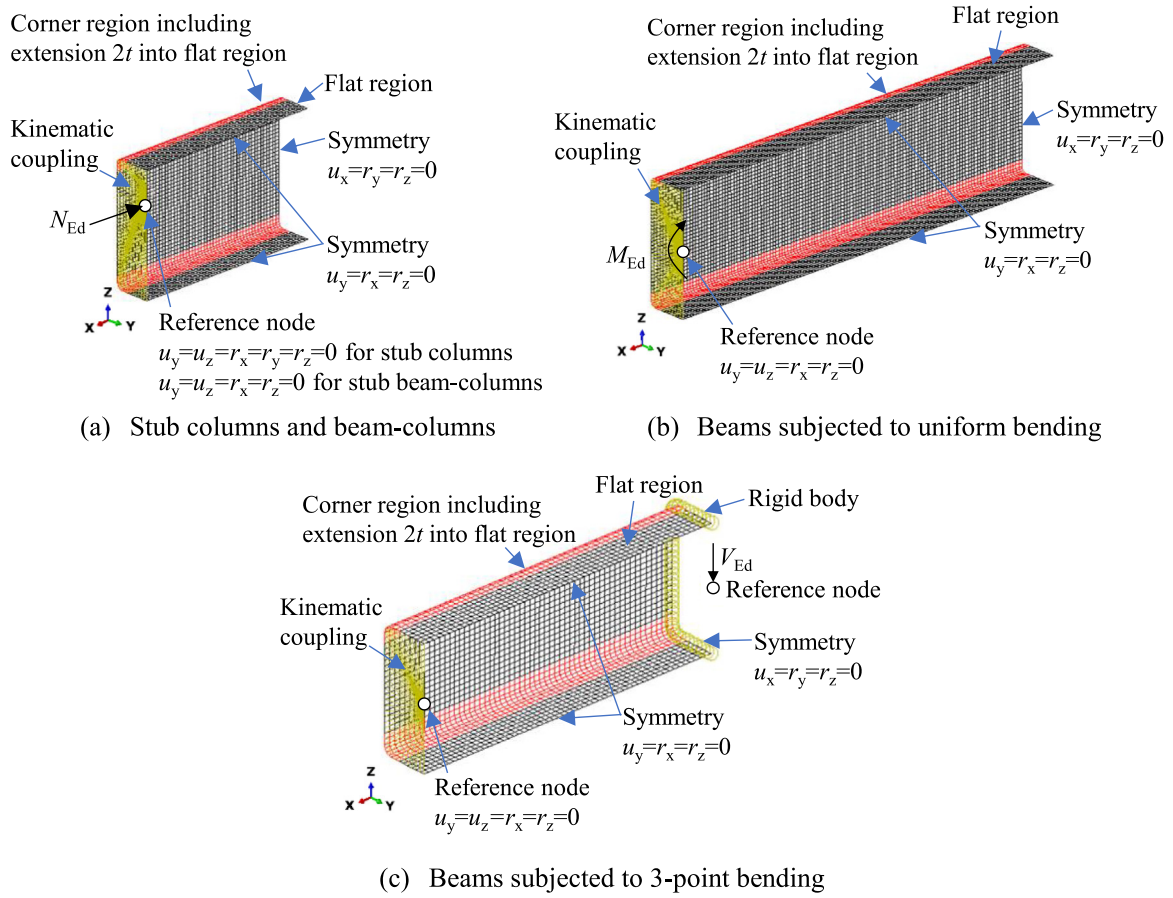 Corner region including
extension 2t into flat region
Flat region
Kinematic
coupling
Symmetry
ux=ry=rz=0
NEd
Symmetry
uy=rx=rz=0
Z
X
Y
Reference node
uy=uz=rx=ry=rz=0 for stub columns
uy=uz=rx=rz=0 for stub beam-columns
(a) Stub columns and beam-columns
Flat region
Corner region including
extension 2t into flat region
Kinematic
coupling
Symmetry
ux=ry=rz=0
MEd
Symmetry
uy=rx=rz=0
Z
X
Y
Reference node
uy=uz=rx=rz=0
(b) Beams subjected to uniform bending
Flat region
Rigid body
Corner region including
extension 2t into flat region
VEd
Reference node
Kinematic
coupling
Symmetry
ux=ry=rz=0
Symmetry
uy=rx=rz=0
Z
X
Y
Reference node
uy=uz=rx=rz=0
(c) Beams subjected to 3-point bending